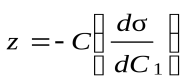 z = - C ( dσ / dC₁ )